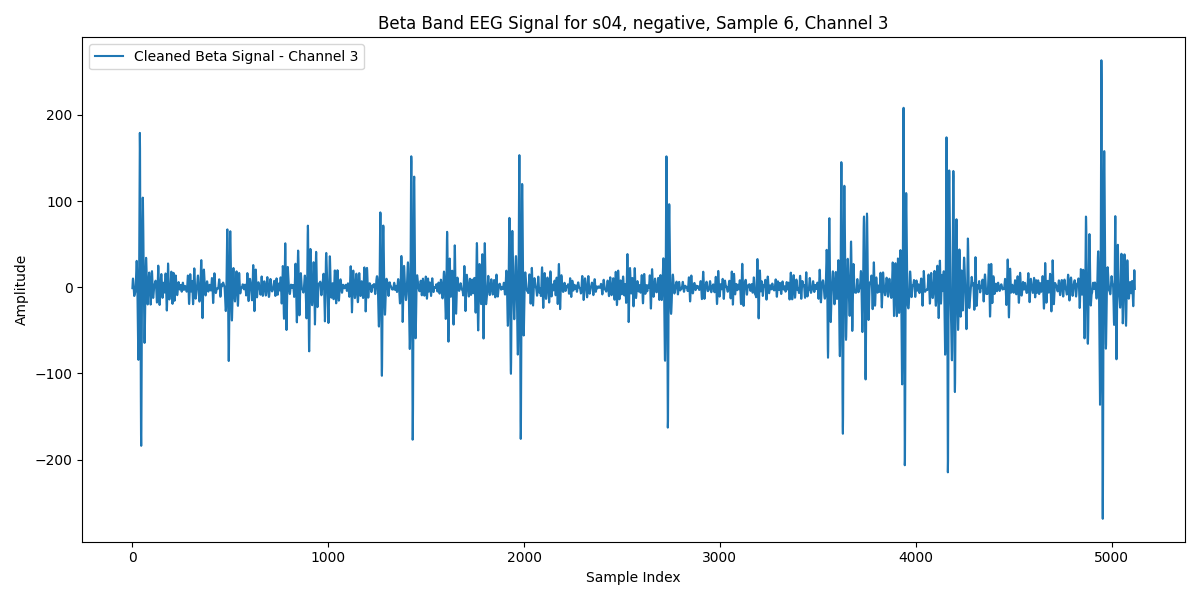 Beta Band EEG Signal for s04, negative, Sample 6, Channel 3
Cleaned Beta Signal - Channel 3
Amplitude
200
100
0
−100
−200
0 1000 2000 3000 4000 5000
Sample Index